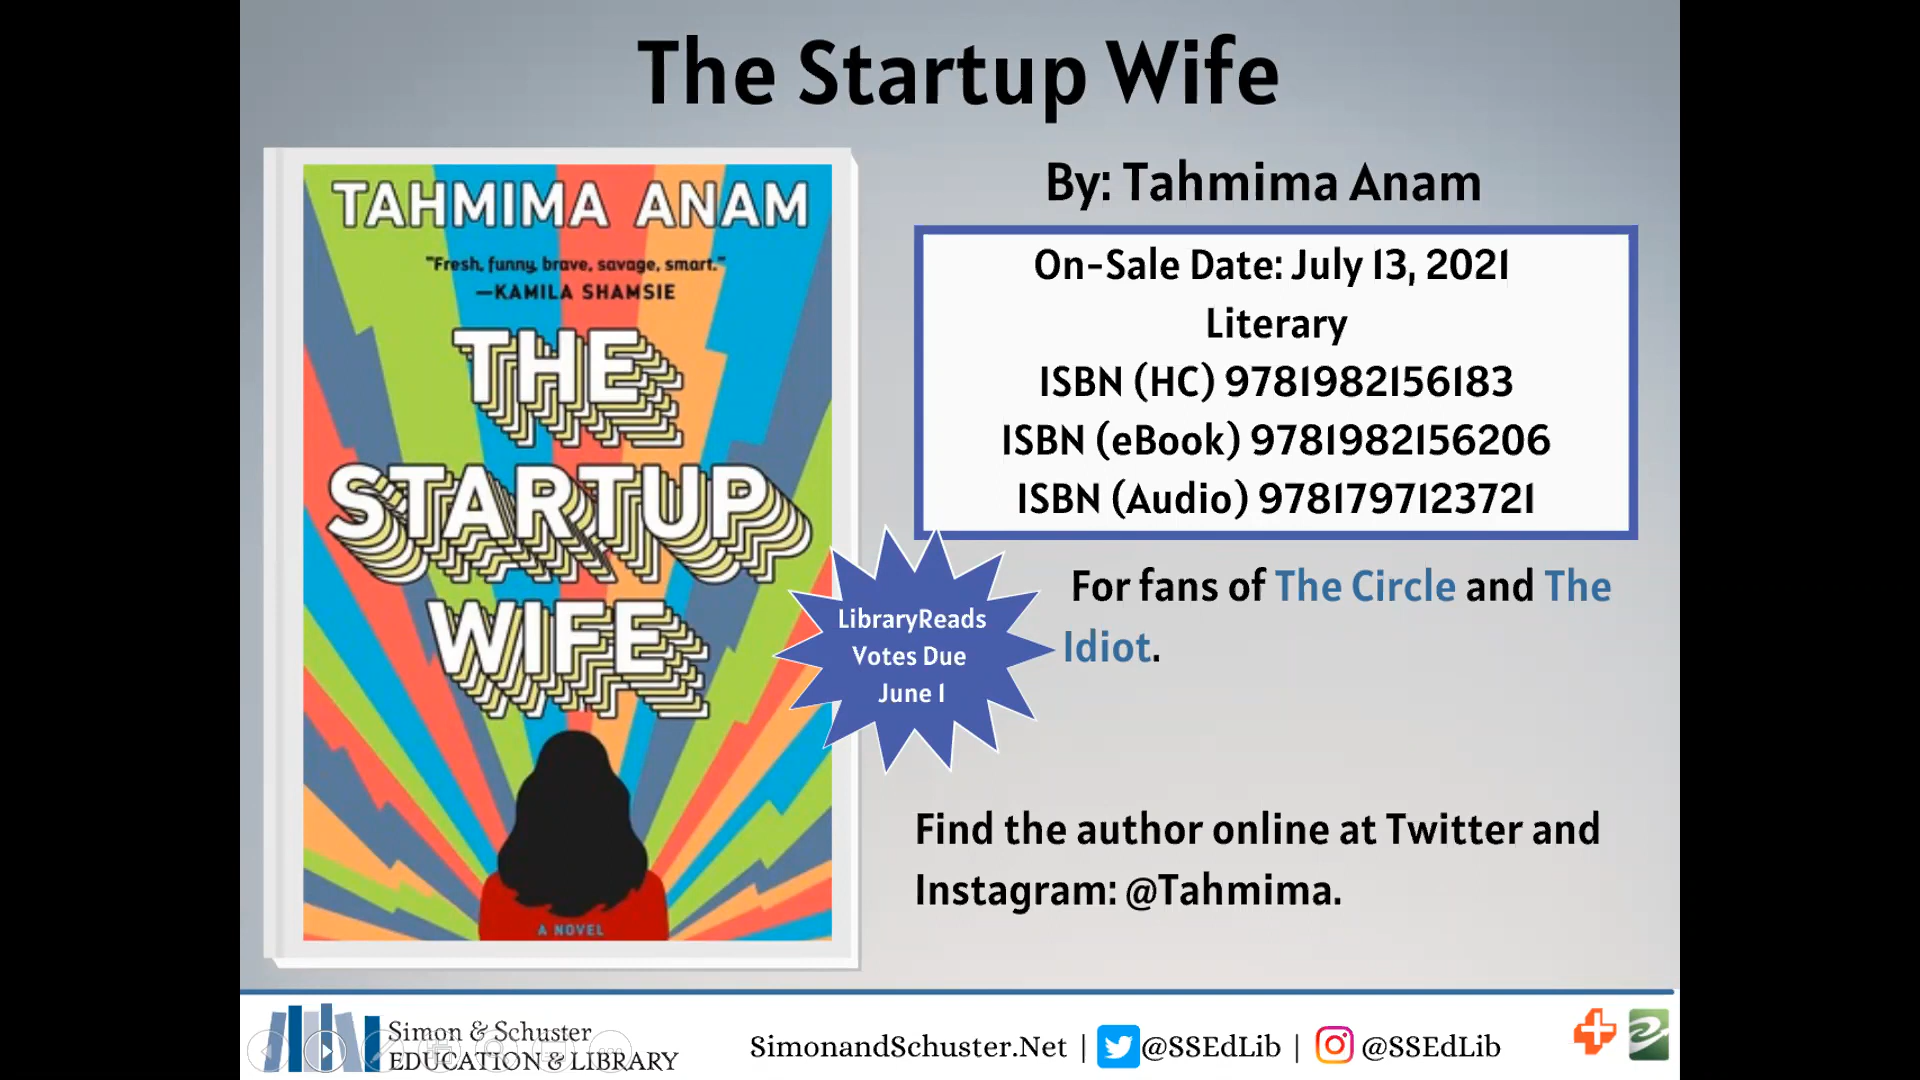 The Startup Wife
TAHMIMA ANAM
"Fresh, funny, brave, savage, smart."
—KAMILA SHAMSIE
THE
STARTUP
WIFE
A NOVEL
By: Tahmima Anam
On-Sale Date: July 13, 2021
Literary
ISBN (HC) 9781982156183
ISBN (eBook) 9781982156206
ISBN (Audio) 9781797123721
LibraryReads
Votes Due
June 1
For fans of The Circle and The
Idiot.
Find the author online at Twitter and
Instagram: @Tahmima.
Simon & Schuster
EDUCATION & LIBRARY
SimonandSchuster.Net | @SSEdLib | @SSEdLib